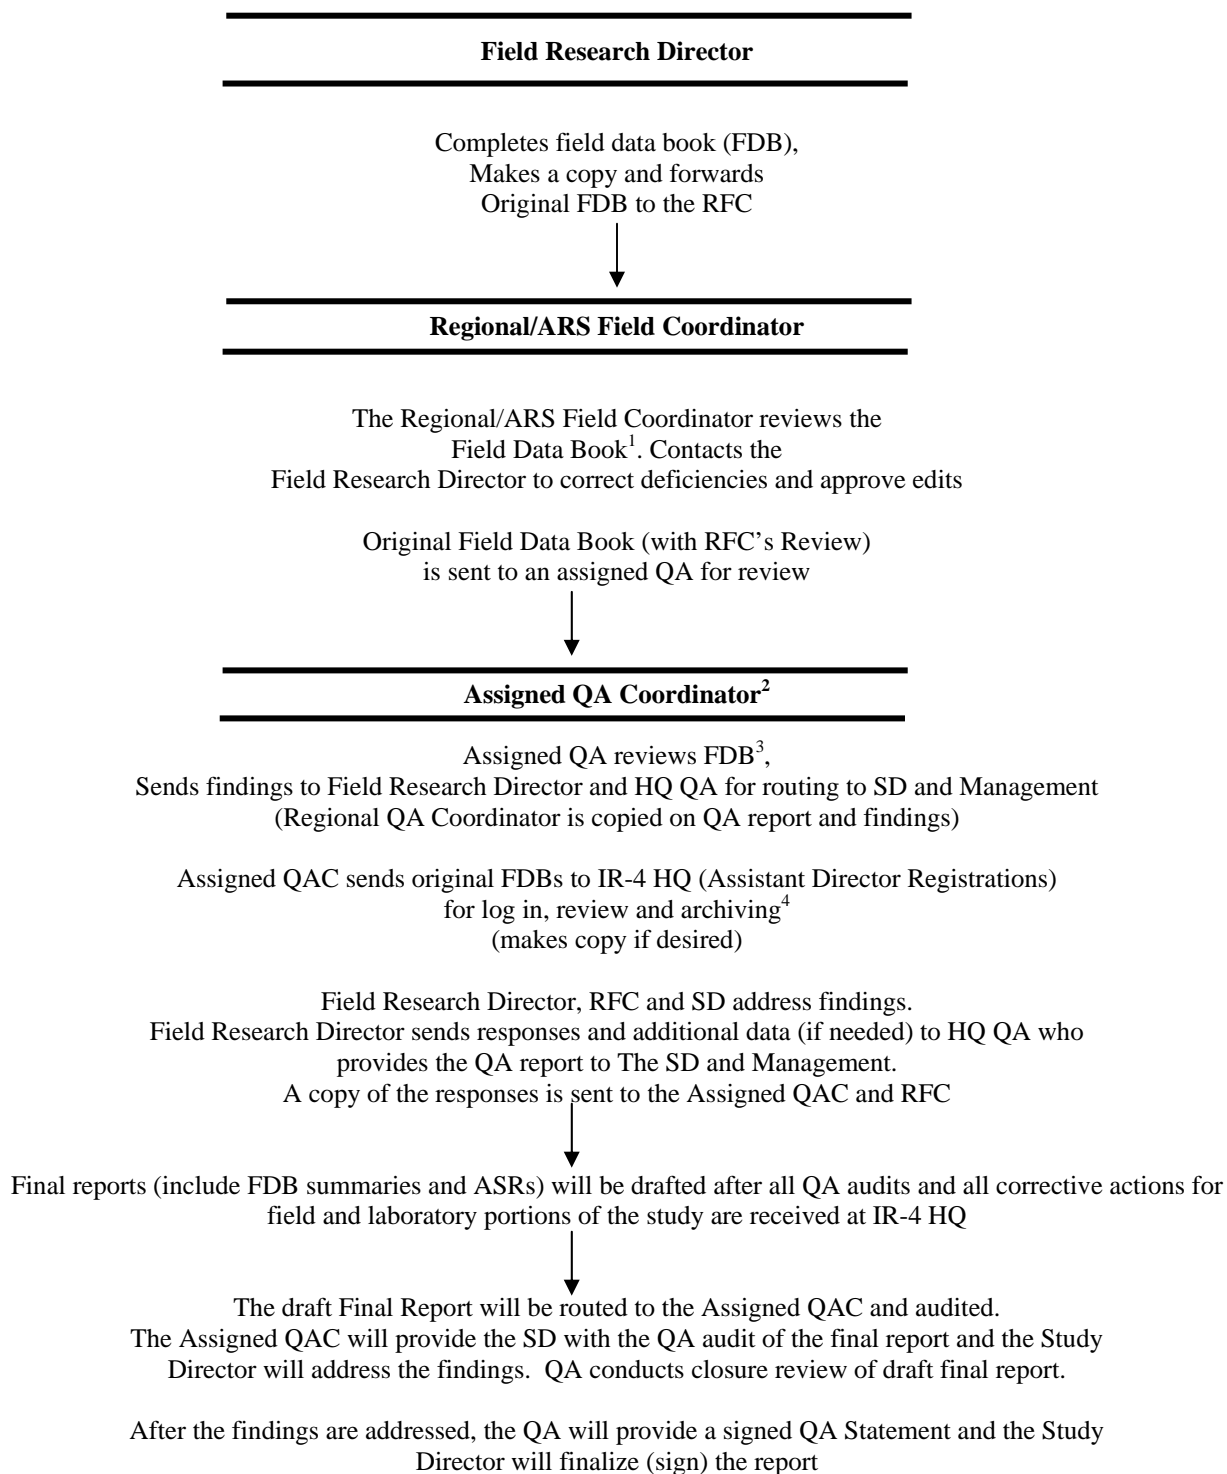 Field Research Director
Completes field data book (FDB),
Makes a copy and forwards
Original FDB to the RFC
Regional/ARS Field Coordinator
The Regional/ARS Field Coordinator reviews the
Field Data Book1. Contacts the
Field Research Director to correct deficiencies and approve edits
Original Field Data Book (with RFC's Review)
is sent to an assigned QA for review
Assigned QA Coordinator2
Assigned QA reviews FDB3,
Sends findings to Field Research Director and HQ QA for routing to SD and Management
(Regional QA Coordinator is copied on QA report and findings)
Assigned QAC sends original FDBs to IR-4 HQ (Assistant Director Registrations)
for log in, review and archiving4
(makes copy if desired)
Field Research Director, RFC and SD address findings.
Field Research Director sends responses and additional data (if needed) to HQ QA who
provides the QA report to The SD and Management.
A copy of the responses is sent to the Assigned QAC and RFC
Final reports (include FDB summaries and ASRs) will be drafted after all QA audits and all corrective actions for
field and laboratory portions of the study are received at IR-4 HQ
The draft Final Report will be routed to the Assigned QAC and audited.
The Assigned QAC will provide the SD with the QA audit of the final report and the Study
Director will address the findings.  QA conducts closure review of draft final report.
After the findings are addressed, the QA will provide a signed QA Statement and the Study
Director will finalize (sign) the report